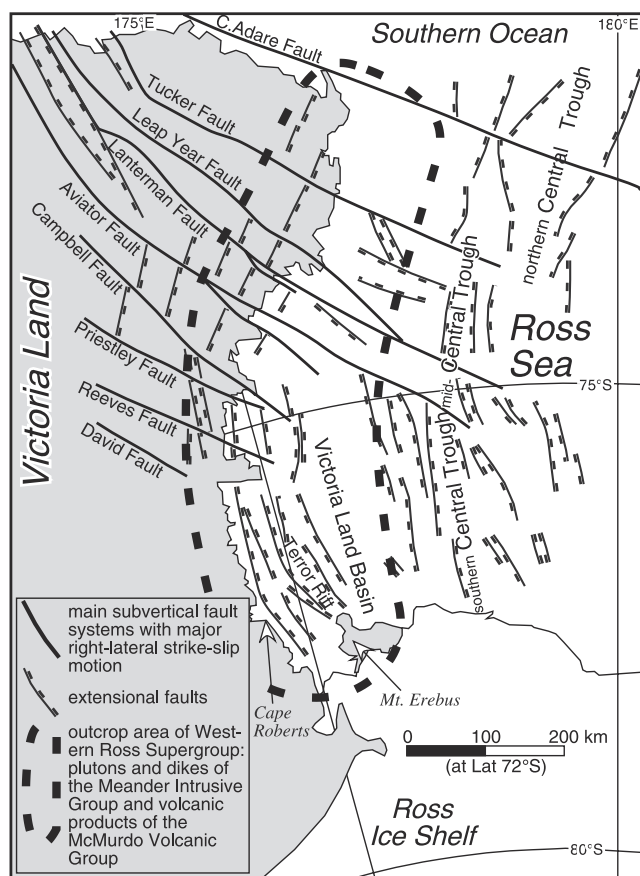 175°E
180°E
C.Adare Fault
Southern Ocean
Tucker Fault
Leap Year Fault
Lanterman Fault
Aviator Fault
Campbell Fault
Priestley Fault
Reeves Fault
David Fault
Victoria Land
northern Central Trough
mid- Central Trough
southern Central Trough
Ross
Sea
75°S
Victoria Land Basin
Terror Rift
Mt. Erebus
Cape
Roberts
0 100 200 km
(at Lat 72°S)
Ross
Ice Shelf
80°S
main subvertical fault
systems with major
right-lateral strike-slip
motion
extensional faults
outcrop area of West-
ern Ross Supergroup:
plutons and dikes of
the Meander Intrusive
Group and volcanic
products of the
McMurdo Volcanic
Group